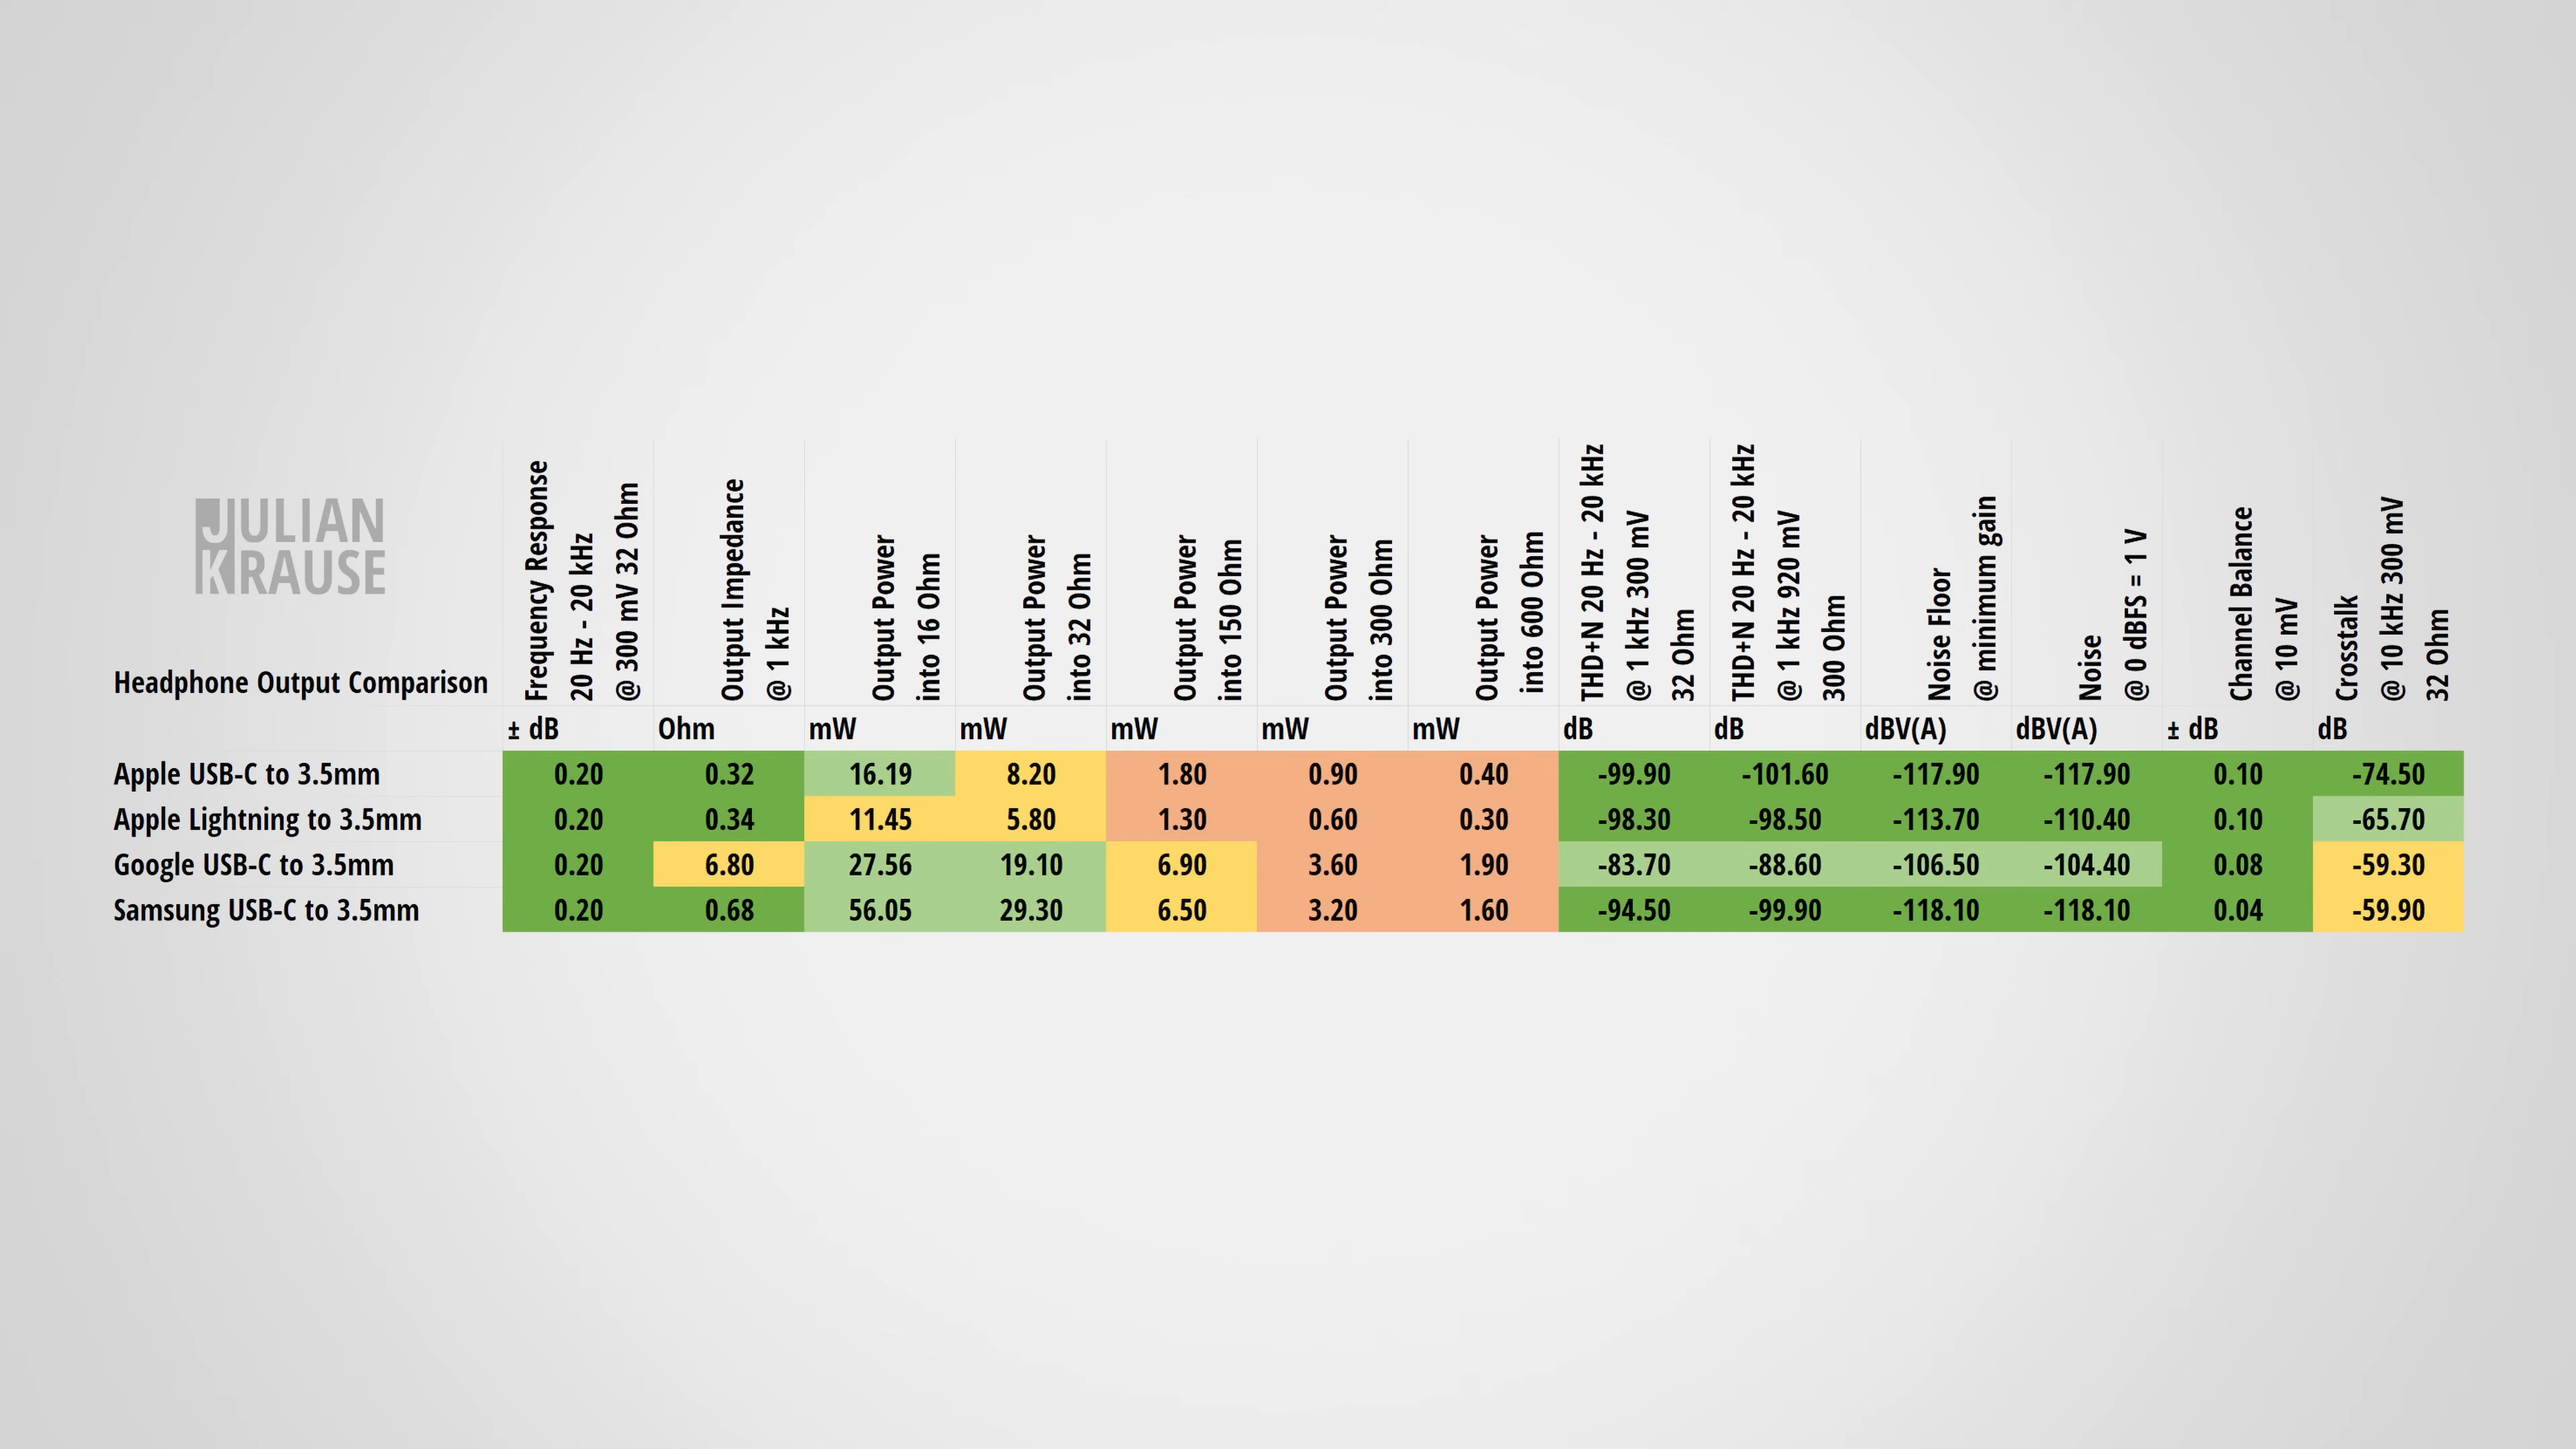 JULIAN
KRAUSE
Headphone Output Comparison
Frequency Response
20 Hz - 20 kHz
@ 300 mV 32 Ohm
Output Impedance
@ 1 kHz
Output Power
into 16 Ohm
Output Power
into 32 Ohm
Output Power
into 150 Ohm
Output Power
into 300 Ohm
Output Power
into 600 Ohm
THD+N 20 Hz - 20 kHz
@ 1 kHz 300 mV
32 Ohm
THD+N 20 Hz - 20 kHz
@ 1 kHz 920 mV
300 Ohm
Noise Floor
@ minimum gain
Noise
@ 0 dBFS = 1 V
Channel Balance
@ 10 mV
Crosstalk
@ 10 kHz 300 mV
32 Ohm
± dB Ohm mW mW mW mW mW dB dB dBV(A) dBV(A) ± dB dB
Apple USB-C to 3.5mm 0.20 0.32 16.19 8.20 1.80 0.90 0.40 -99.90 -101.60 -117.90 -117.90 0.10 -74.50
Apple Lightning to 3.5mm 0.20 0.34 11.45 5.80 1.30 0.60 0.30 -98.30 -98.50 -113.70 -110.40 0.10 -65.70
Google USB-C to 3.5mm 0.20 6.80 27.56 19.10 6.90 3.60 1.90 -83.70 -88.60 -106.50 -104.40 0.08 -59.30
Samsung USB-C to 3.5mm 0.20 0.68 56.05 29.30 6.50 3.20 1.60 -94.50 -99.90 -118.10 -118.10 0.04 -59.90